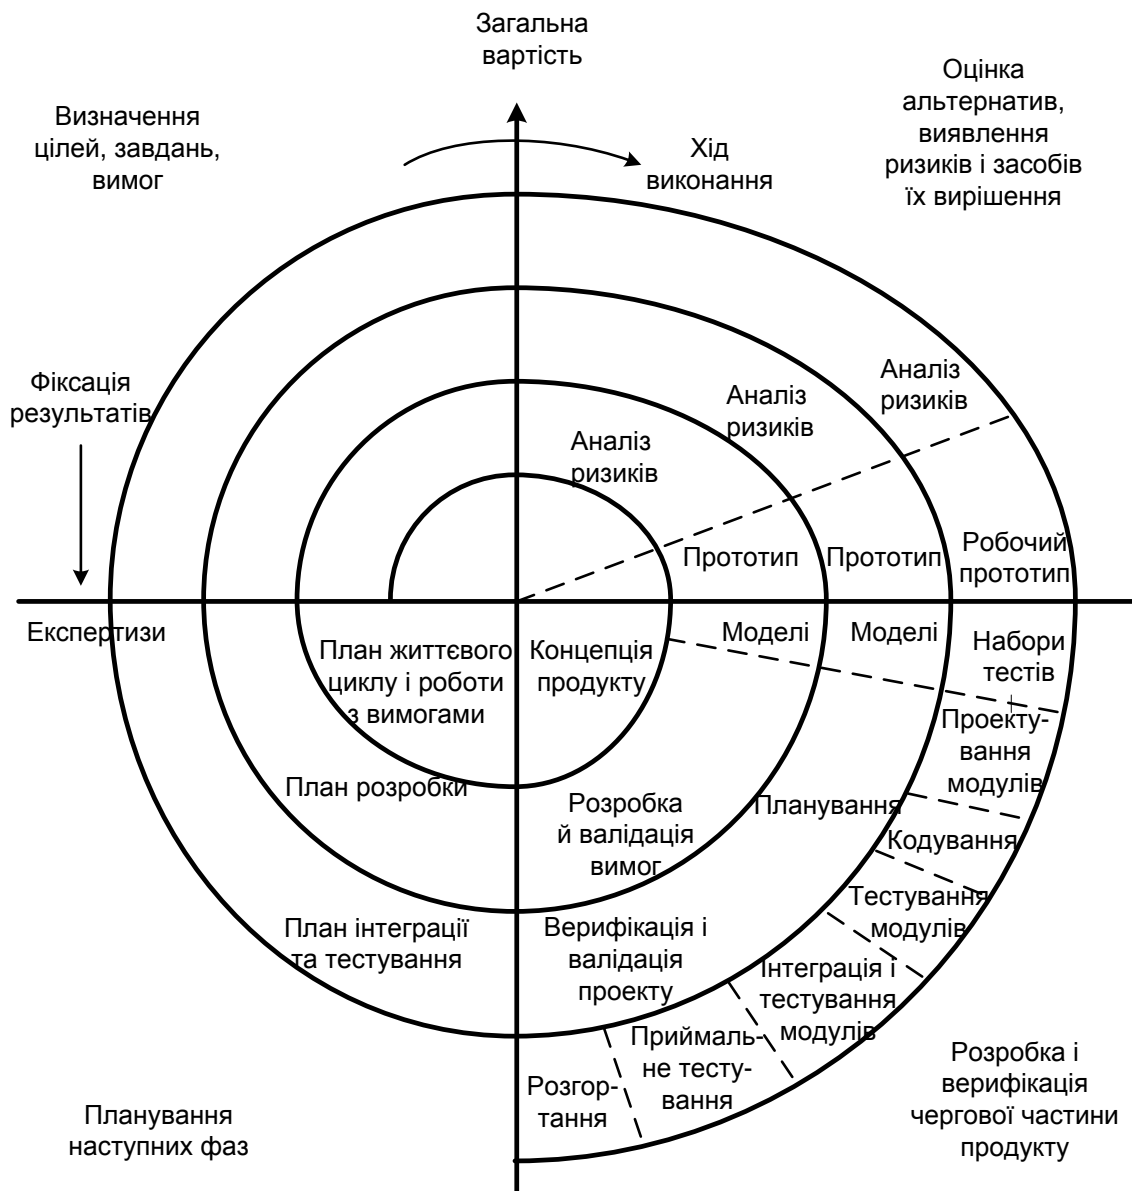 Загальна
вартість
Визначення
цілей, завдань,
вимог
Хід
виконання
Оцінка
альтернатив,
виявлення
ризиків і засобів
їх вирішення
Фіксація
результатів
Аналіз
ризиків
Аналіз
ризиків
Аналіз
ризиків
Прототип
Прототип
Робочий
прототип
Експертизи
План життєвого
циклу і роботи
з вимогами
Концепція
продукту
Моделі
Моделі
Набори
тестів
Проекту-
вання
модулів
План розробки
Розробка
й валідація
вимог
Планування
Кодування
Тестування
модулів
План інтеграції
та тестування
Верифікація і
валідація
проекту
Інтеграція і
тестування
модулів
Приймаль-
не тесту-
вання
Розгор-
тання
Планування
наступних фаз
Розробка і
верифікація
чергової частини
продукту